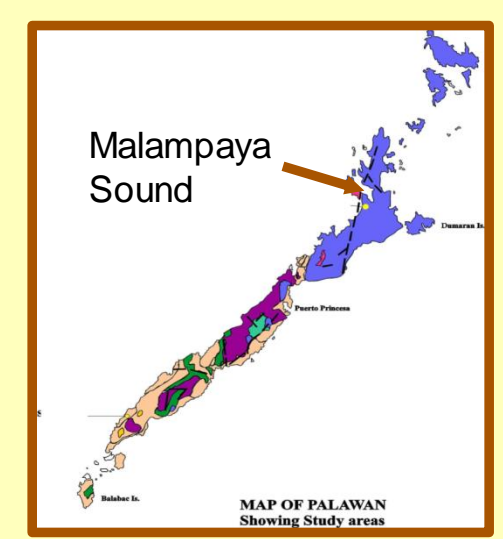 Malampaya
Sound
Dumaran Is.
Puerto Princesa
Balabac Is.
MAP OF PALAWAN
Showing Study areas